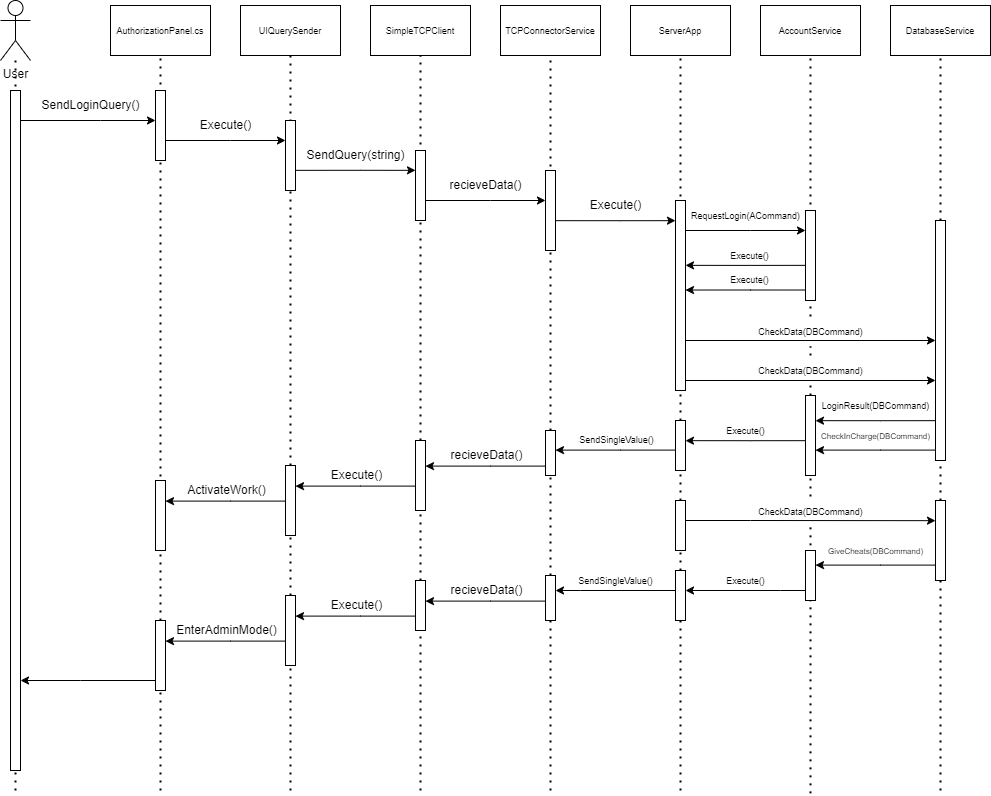 User
AuthorizationPanel.cs
UIQuerySender
SimpleTCPClient
TCPConnectorService
ServerApp
AccountService
DatabaseService
SendLoginQuery()
Execute()
SendQuery(string)
recieveData()
Execute()
RequestLogin(ACommand)
Execute()
Execute()
CheckData(DBCommand)
CheckData(DBCommand)
LoginResult(DBCommand)
Execute()
CheckInCharge(DBCommand)
SendSingleValue()
recieveData()
Execute()
ActivateWork()
CheckData(DBCommand)
GiveCheats(DBCommand)
Execute()
SendSingleValue()
recieveData()
Execute()
EnterAdminMode()